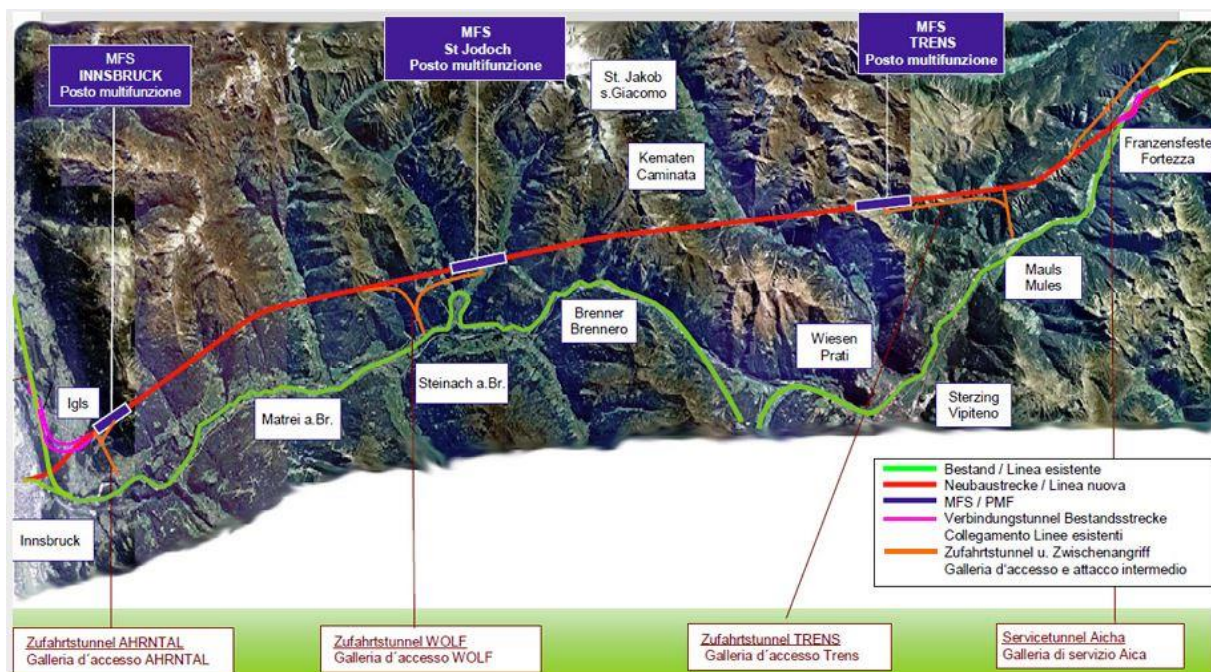 MFS
INNSBRUCK
Posto multifunzione
MFS
St Jodoch
Posto multifunzione
MFS
TRENS
Posto multifunzione
St. Jakob
s.Giacomo
Kematen
Caminata
Franzensfeste
Fortezza
Mauls
Mules
Brenner
Brennero
Wiesen
Prati
Igls
Steinach a.Br.
Matrei a.Br.
Sterzing
Vipiteno
Innsbruck
Bestand / Linea esistente
Neubaustrecke / Linea nuova
MFS / PMF
Verbindungstunnel Bestandsstrecke
Collegamento Linee esistenti
Zufahrtstunnel u. Zwischenangriff
Galleria d'accesso e attacco intermedio
Zufahrtstunnel AHRNTAL
Galleria d´accesso AHRNTAL
Zufahrtstunnel WOLF
Galleria d´accesso WOLF
Zufahrtstunnel TRENS
Galleria d´accesso Trens
Servicetunnel Aicha
Galleria di servizio Aica